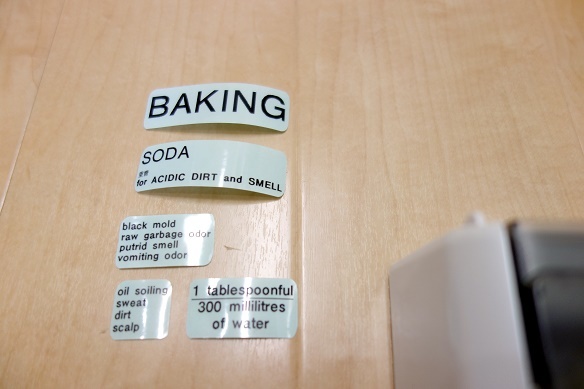 BAKING
SODA
for ACIDIC DIRT and SMELL
black mold
raw garbage odor
putrid smell
vomiting odor
oil soiling
sweat
dirt
scalp
1 tablespoonful
300 millilitres
of water